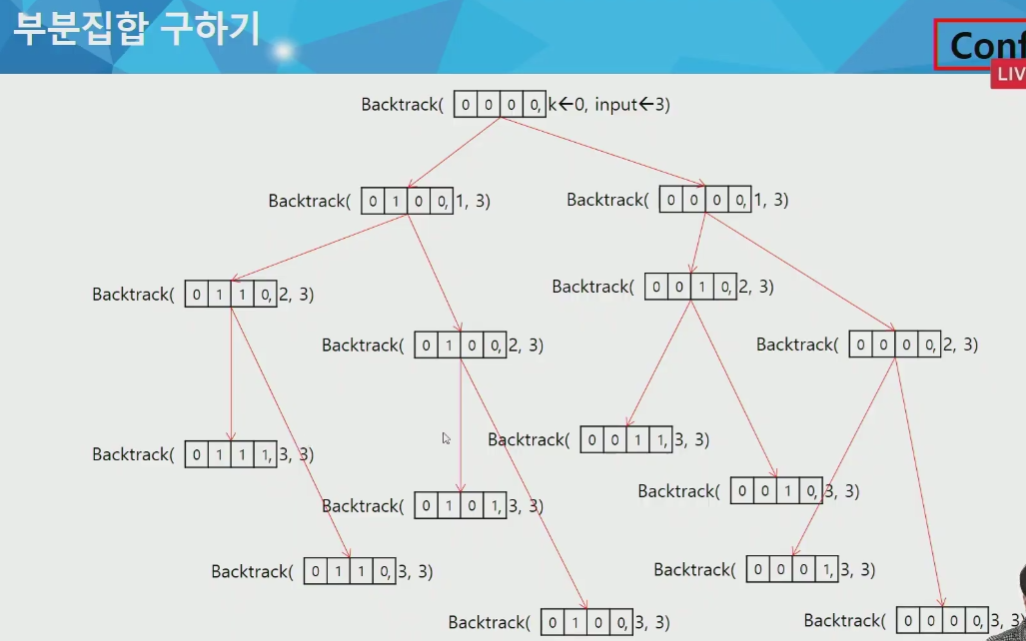 부분집합 구하기
Conf
LIV
Backtrack( 0 0 0 0, k←0, input←3)
Backtrack( 0 1 0 0, 1, 3)
Backtrack( 0 0 0 0, 1, 3)
Backtrack( 0 1 1 0, 2, 3)
Backtrack( 0 0 1 0, 2, 3)
Backtrack( 0 1 0 0, 2, 3)
Backtrack( 0 0 0 0, 2, 3)
Backtrack( 0 1 1 1, 3, 3)
Backtrack( 0 0 1 1, 3, 3)
Backtrack( 0 1 0 1, 3, 3)
Backtrack( 0 0 1 0, 3, 3)
Backtrack( 0 1 1 0, 3, 3)
Backtrack( 0 0 0 1, 3, 3)
Backtrack( 0 1 0 0, 3, 3)
Backtrack( 0 0 0 0, 3, 3)